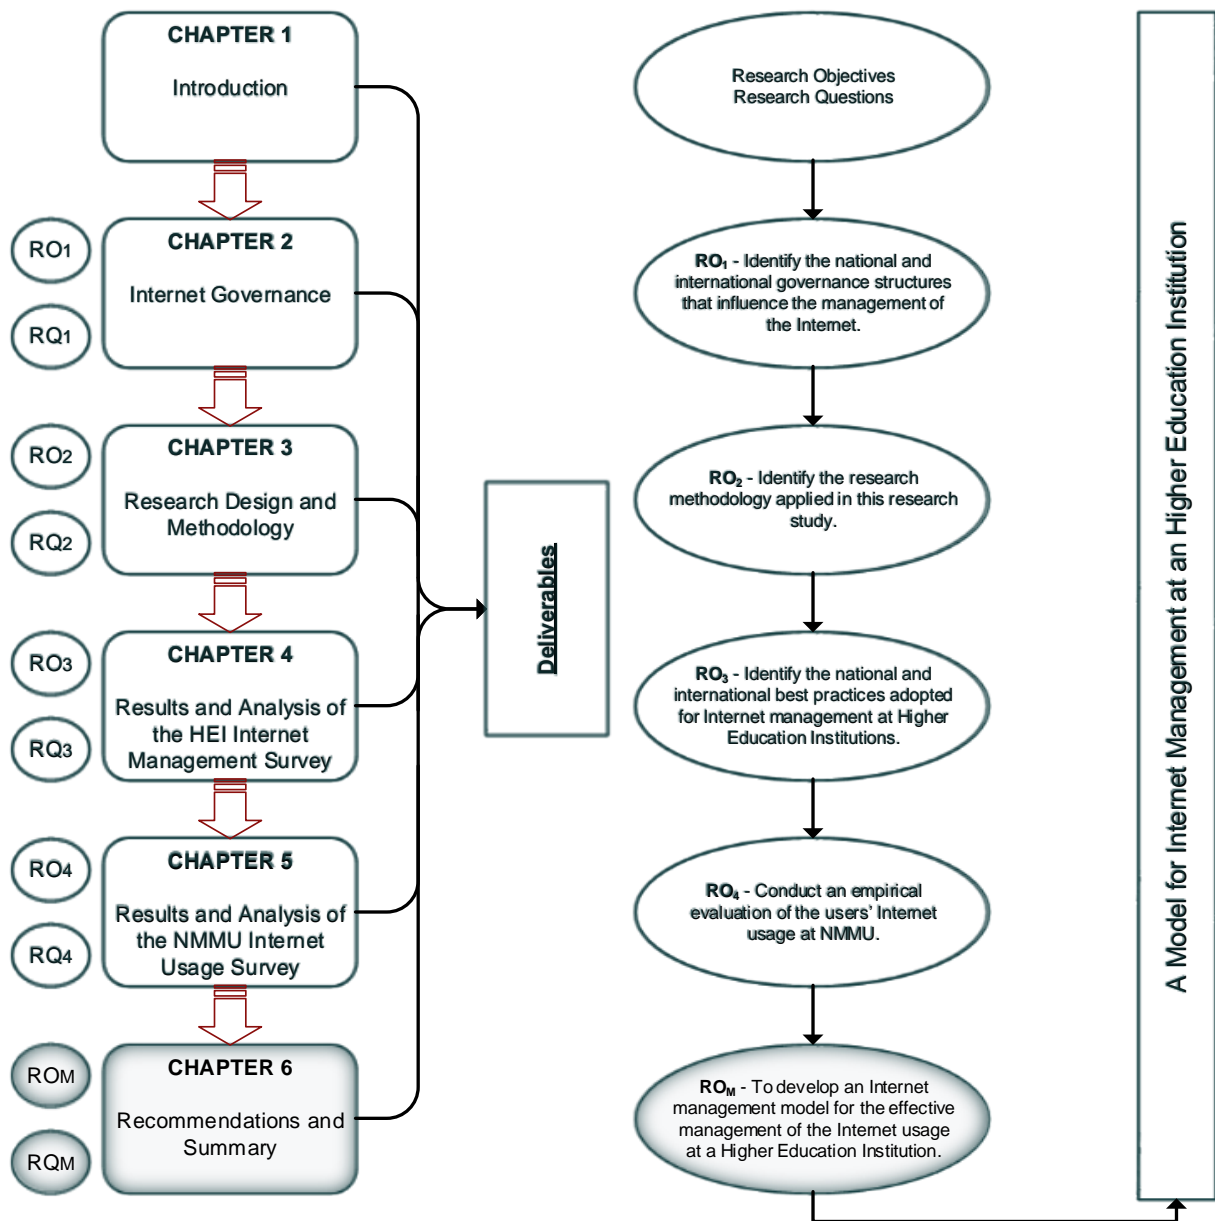 CHAPTER 1
Introduction
RO1
RQ1
CHAPTER 2
Internet Governance
RO2
RQ2
CHAPTER 3
Research Design and
Methodology
RO3
RQ3
CHAPTER 4
Results and Analysis of
the HEI Internet
Management Survey
RO4
RQ4
CHAPTER 5
Results and Analysis of
the NMMU Internet
Usage Survey
ROM
RQM
CHAPTER 6
Recommendations and
Summary
Deliverables
Research Objectives
Research Questions
RO1 - Identify the national and
international governance structures
that influence the management of
the Internet.
RO2 - Identify the research
methodology applied in this research
study.
RO3 - Identify the national and
international best practices adopted
for Internet management at Higher
Education Institutions.
RO4 - Conduct an empirical
evaluation of the users’ Internet
usage at NMMU.
ROM - To develop an Internet
management model for the effective
management of the Internet usage
at a Higher Education Institution.
A Model for Internet Management at an Higher Education Institution